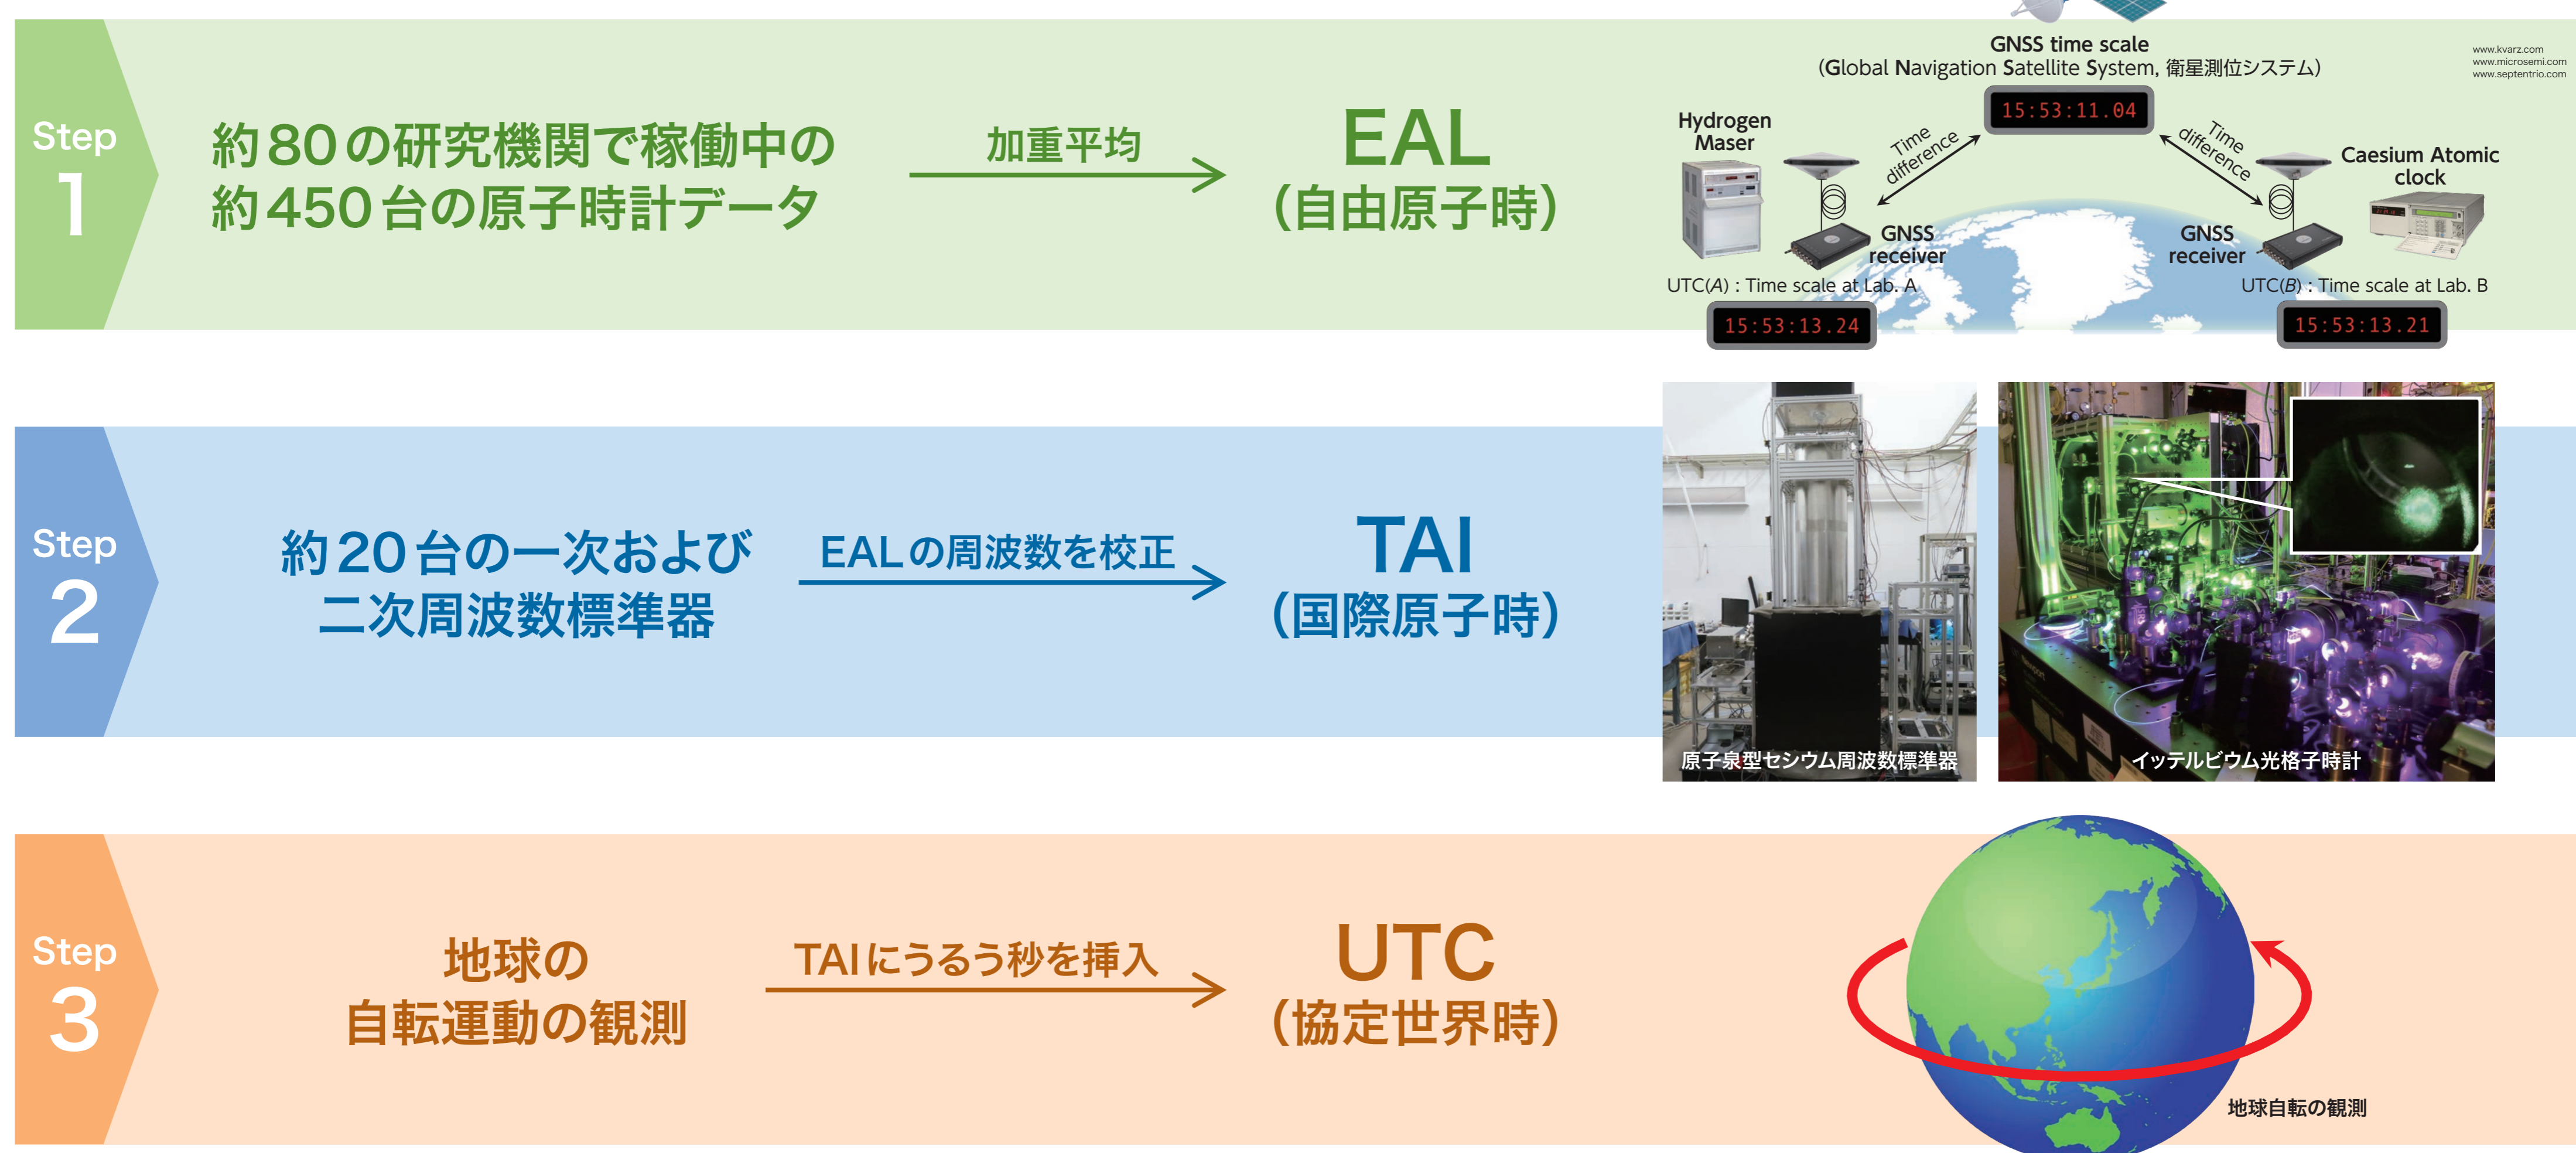 Step
1
約80の研究機関で稼働中の
約450台の原子時計データ
加重平均
EAL
(自由原子時)
GNSS time scale
(Global Navigation Satellite System, 衛星測位システム)
www.kvarz.com
www.microsemi.com
www.septentrio.com
15:53:11.04
Hydrogen
Maser
Time
difference
Time
difference
Caesium Atomic
clock
GNSS
receiver
GNSS
receiver
UTC(A) : Time scale at Lab. A
UTC(B) : Time scale at Lab. B
15:53:13.24
15:53:13.21
Step
2
約20台の一次および
二次周波数標準器
EALの周波数を校正
TAI
(国際原子時)
原子泉型セシウム周波数標準器
イッテルビウム光格子時計
Step
3
地球の
自転運動の観測
TAIにうるう秒を挿入
UTC
(協定世界時)
地球自転の観測